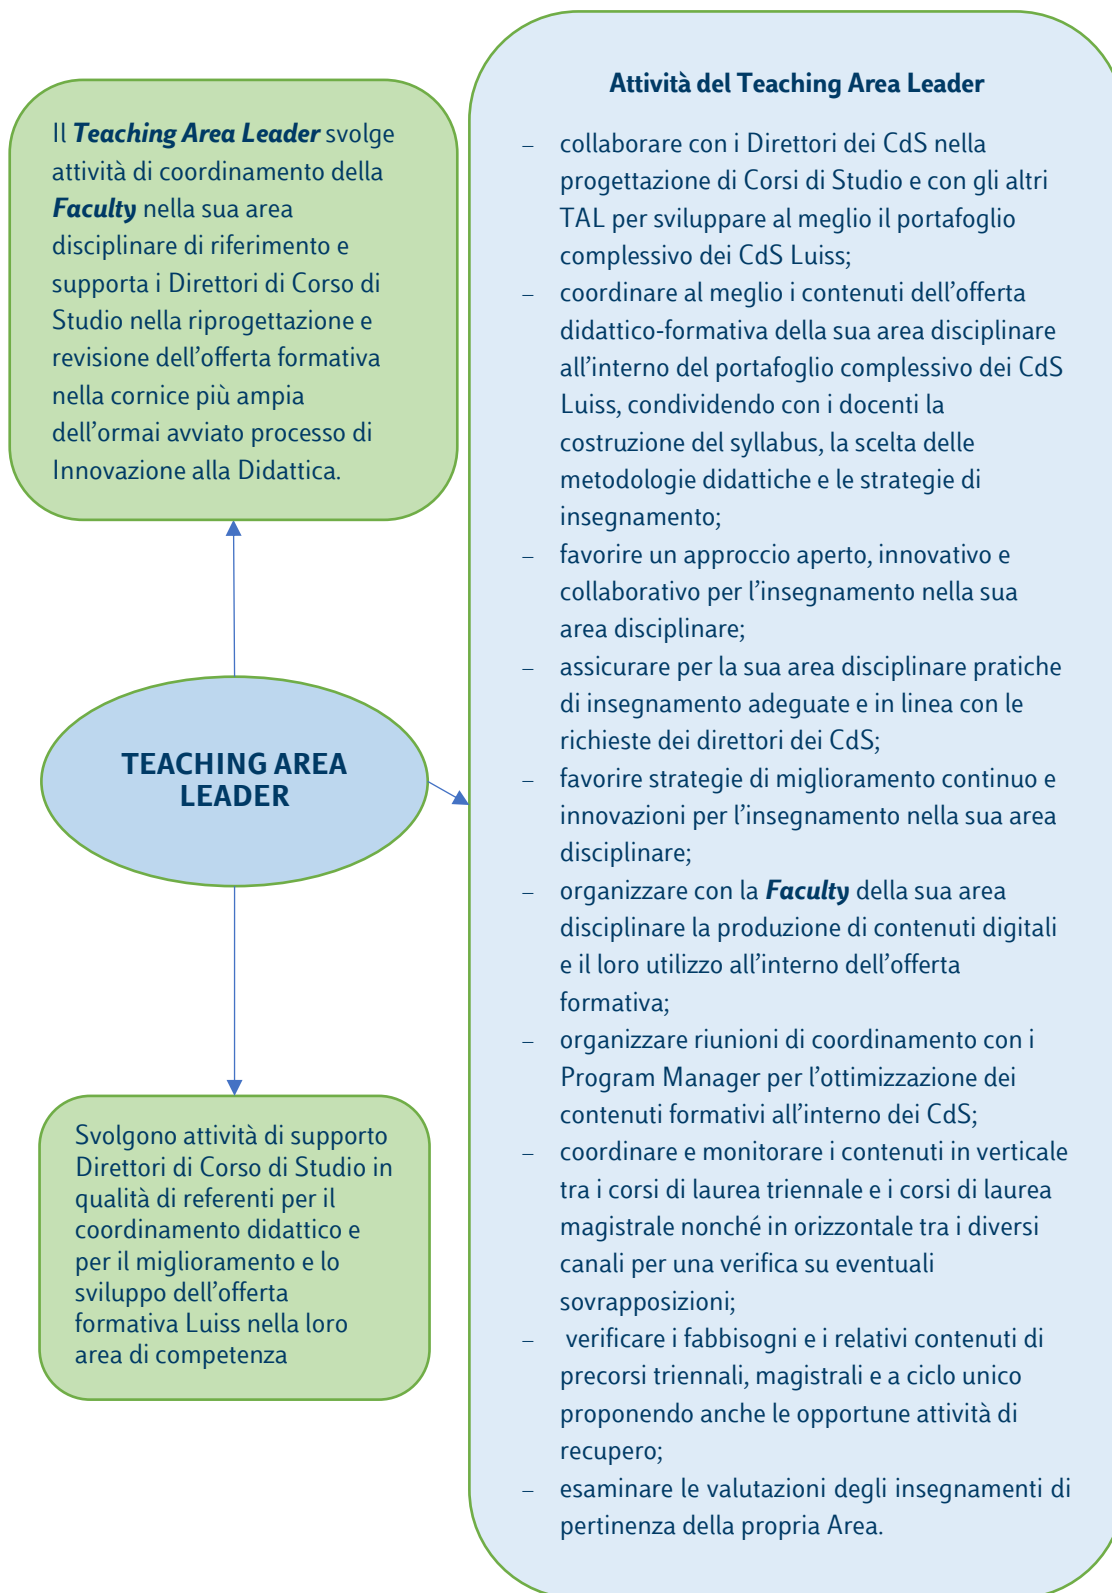 Il Teaching Area Leader svolge
attività di coordinamento della
Faculty nella sua area
disciplinare di riferimento e
supporta i Direttori di Corso di
Studio nella riprogettazione e
revisione dell’offerta formativa
nella cornice più ampia
dell’ormai avviato processo di
Innovazione alla Didattica.
TEACHING AREA
LEADER
Svolgono attività di supporto
Direttori di Corso di Studio in
qualità di referenti per il
coordinamento didattico e
per il miglioramento e lo
sviluppo dell’offerta
formativa Luiss nella loro
area di competenza
Attività del Teaching Area Leader
– collaborare con i Direttori dei CdS nella
progettazione di Corsi di Studio e con gli altri
TAL per sviluppare al meglio il portafoglio
complessivo dei CdS Luiss;
– coordinare al meglio i contenuti dell’offerta
didattico-formativa della sua area disciplinare
all’interno del portafoglio complessivo dei CdS
Luiss, condividendo con i docenti la
costruzione del syllabus, la scelta delle
metodologie didattiche e le strategie di
insegnamento;
– favorire un approccio aperto, innovativo e
collaborativo per l’insegnamento nella sua
area disciplinare;
– assicurare per la sua area disciplinare pratiche
di insegnamento adeguate e in linea con le
richieste dei direttori dei CdS;
– favorire strategie di miglioramento continuo e
innovazioni per l’insegnamento nella sua area
disciplinare;
– organizzare con la Faculty della sua area
disciplinare la produzione di contenuti digitali
e il loro utilizzo all’interno dell’offerta
formativa;
– organizzare riunioni di coordinamento con i
Program Manager per l’ottimizzazione dei
contenuti formativi all’interno dei CdS;
– coordinare e monitorare i contenuti in verticale
tra i corsi di laurea triennale e i corsi di laurea
magistrale nonché in orizzontale tra i diversi
canali per una verifica su eventuali
sovrapposizioni;
– verificare i fabbisogni e i relativi contenuti di
precorsi triennali, magistrali e a ciclo unico
proponendo anche le opportune attività di
recupero;
– esaminare le valutazioni degli insegnamenti di
pertinenza della propria Area.